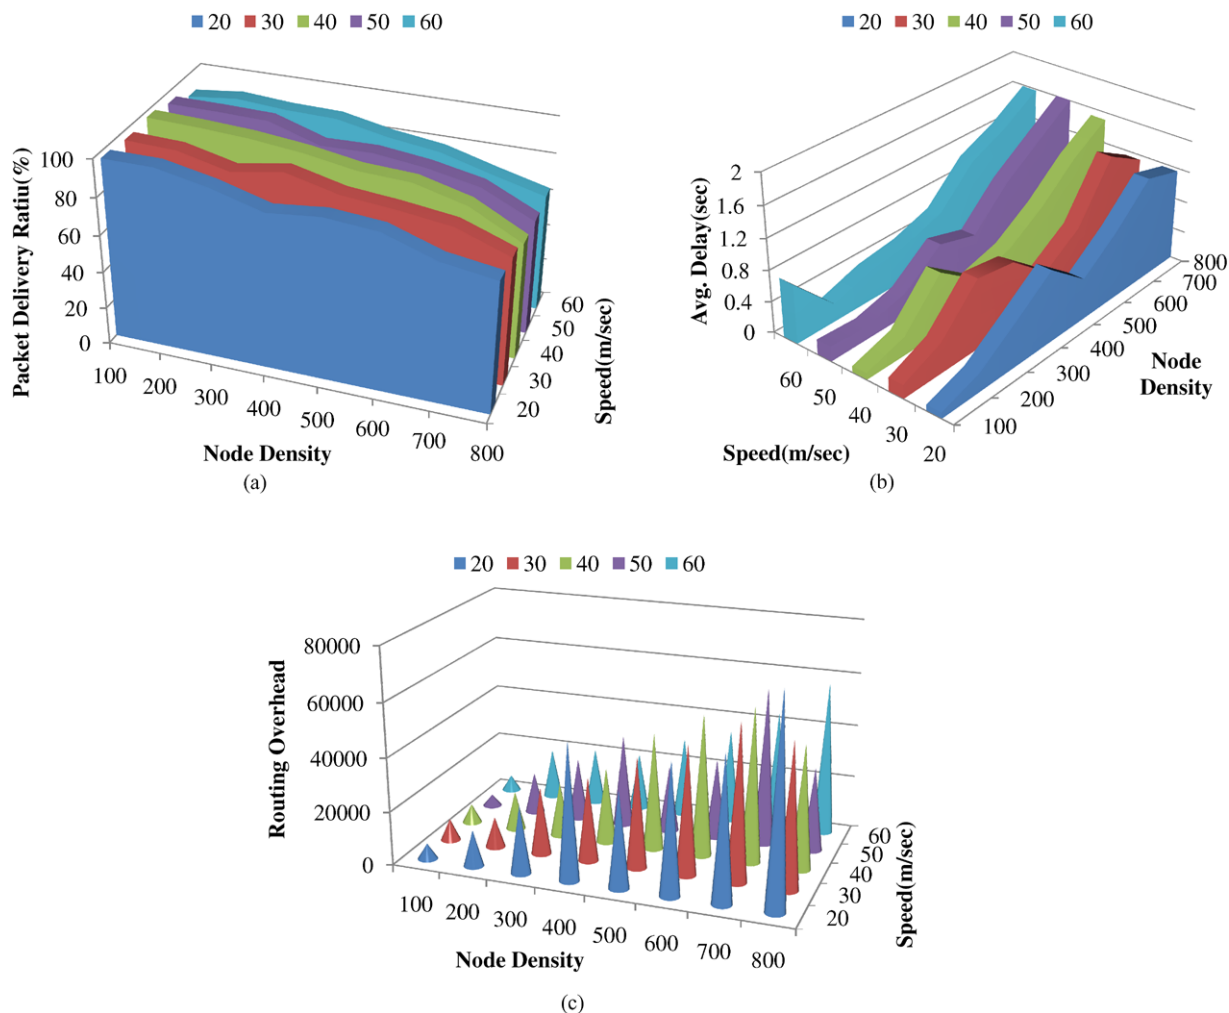 20 30 40 50 60
Packet Delivery Ratiu(%)
100
80
60
40
20
0
100 200 300 400 500 600 700 800
Node Density
20 30 40 50 60
Speed(m/sec)
(a)
20 30 40 50 60
Avg. Delay(sec)
2
1.6
1.2
0.8
0.4
0
60 50 40 30 20
Speed(m/sec)
100 200 300 400 500 600 700 800
Node
Density
(b)
20 30 40 50 60
Routing Overhead
80000
60000
40000
20000
0
100 200 300 400 500 600 700 800
Node Density
20 30 40 50 60
Speed(m/sec)
(c)